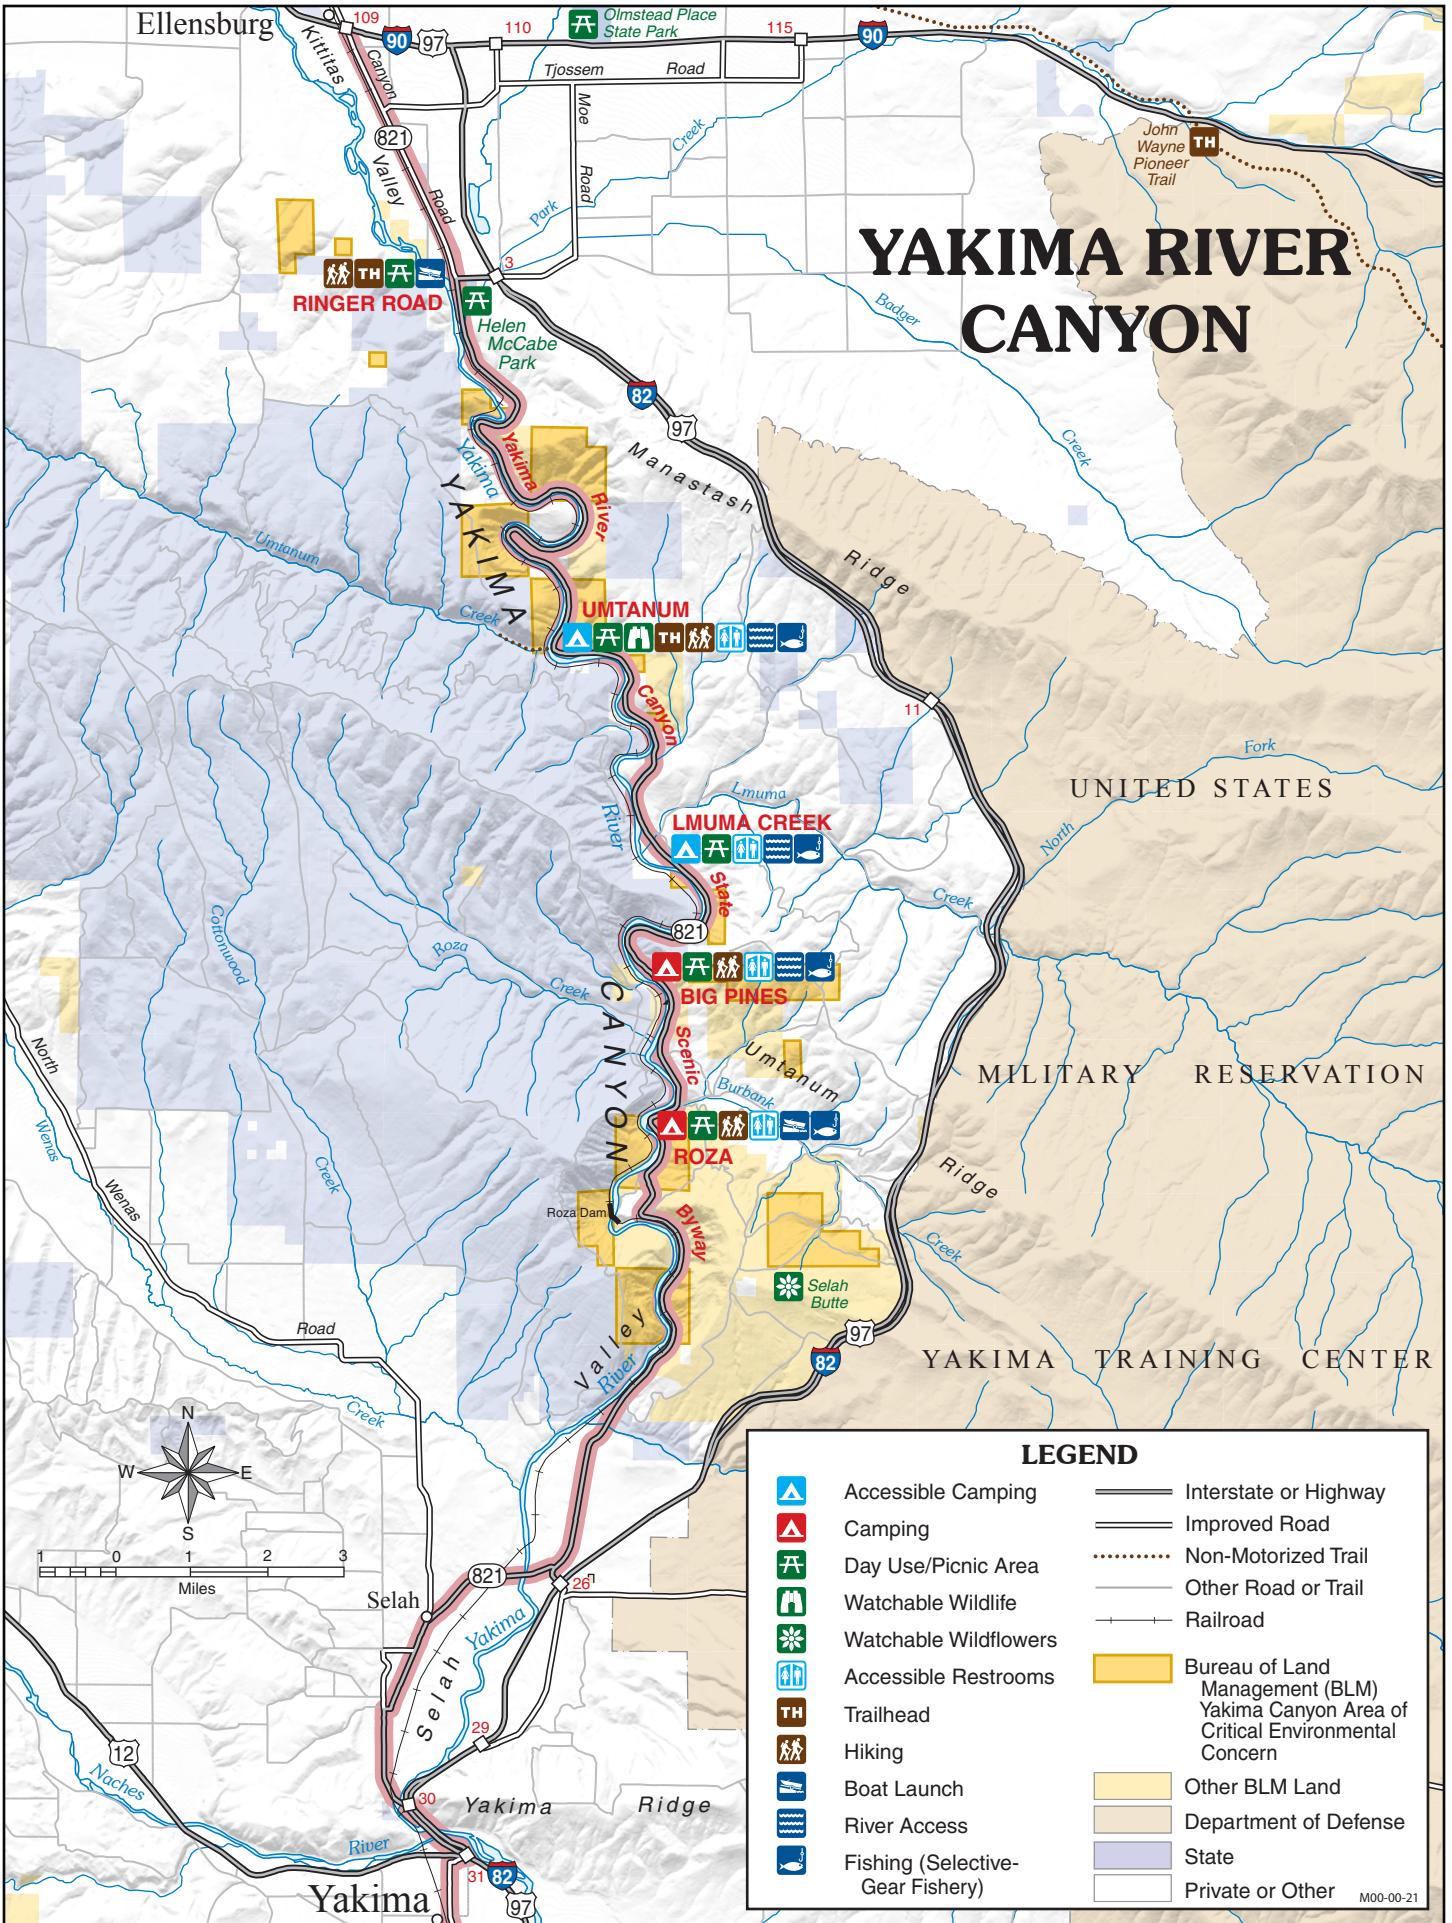 Ellensburg
109
90
97
110
Olmstead Place
State Park
115
90
Kittitas
Valley
Canyon
Road
821
Tjossem Road
Moe
Road
Park
Creek
John
Wayne
Pioneer
Trail
TH
YAKIMA RIVER
CANYON
3
TH
RINGER ROAD
Helen
McCabe
Park
Badger
Creek
82
97
Manastash
Ridge
Yakima
Yakima
River
YAKIMA
Umtanum
Creek
UMTANUM
TH
Canyon
11
Fork
North
UNITED STATES
Lmuma
LMUMA CREEK
River
State
Creek
821
Cottonwood
Roza
Creek
BIG PINES
CANYON
Scenic
Umtanum
MILITARY RESERVATION
North
Wenas
Burbank
ROZA
Ridge
Creek
Wenas
Creek
Roza Dam
Byway
Selah
Butte
Road
Valley
River
97
82
YAKIMA TRAINING CENTER
Creek
N
W
E
S
1 0 1 2 3
Miles
Selah
821
26
Yakima
Selah
29
12
Naches
River
30
Yakima Ridge
31
82
97
Yakima
LEGEND
Accessible Camping
Camping
Day Use/Picnic Area
Watchable Wildlife
Watchable Wildflowers
Accessible Restrooms
TH Trailhead
Hiking
Boat Launch
River Access
Fishing (Selective-
Gear Fishery)
Interstate or Highway
Improved Road
Non-Motorized Trail
Other Road or Trail
Railroad
Bureau of Land
Management (BLM)
Yakima Canyon Area of
Critical Environmental
Concern
Other BLM Land
Department of Defense
State
Private or Other
M00-00-21